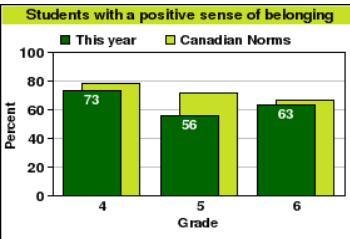 Students with a positive sense of belonging
This year Canadian Norms
100
80
60
40
20
0
Percent
73
56
63
4 5 6
Grade